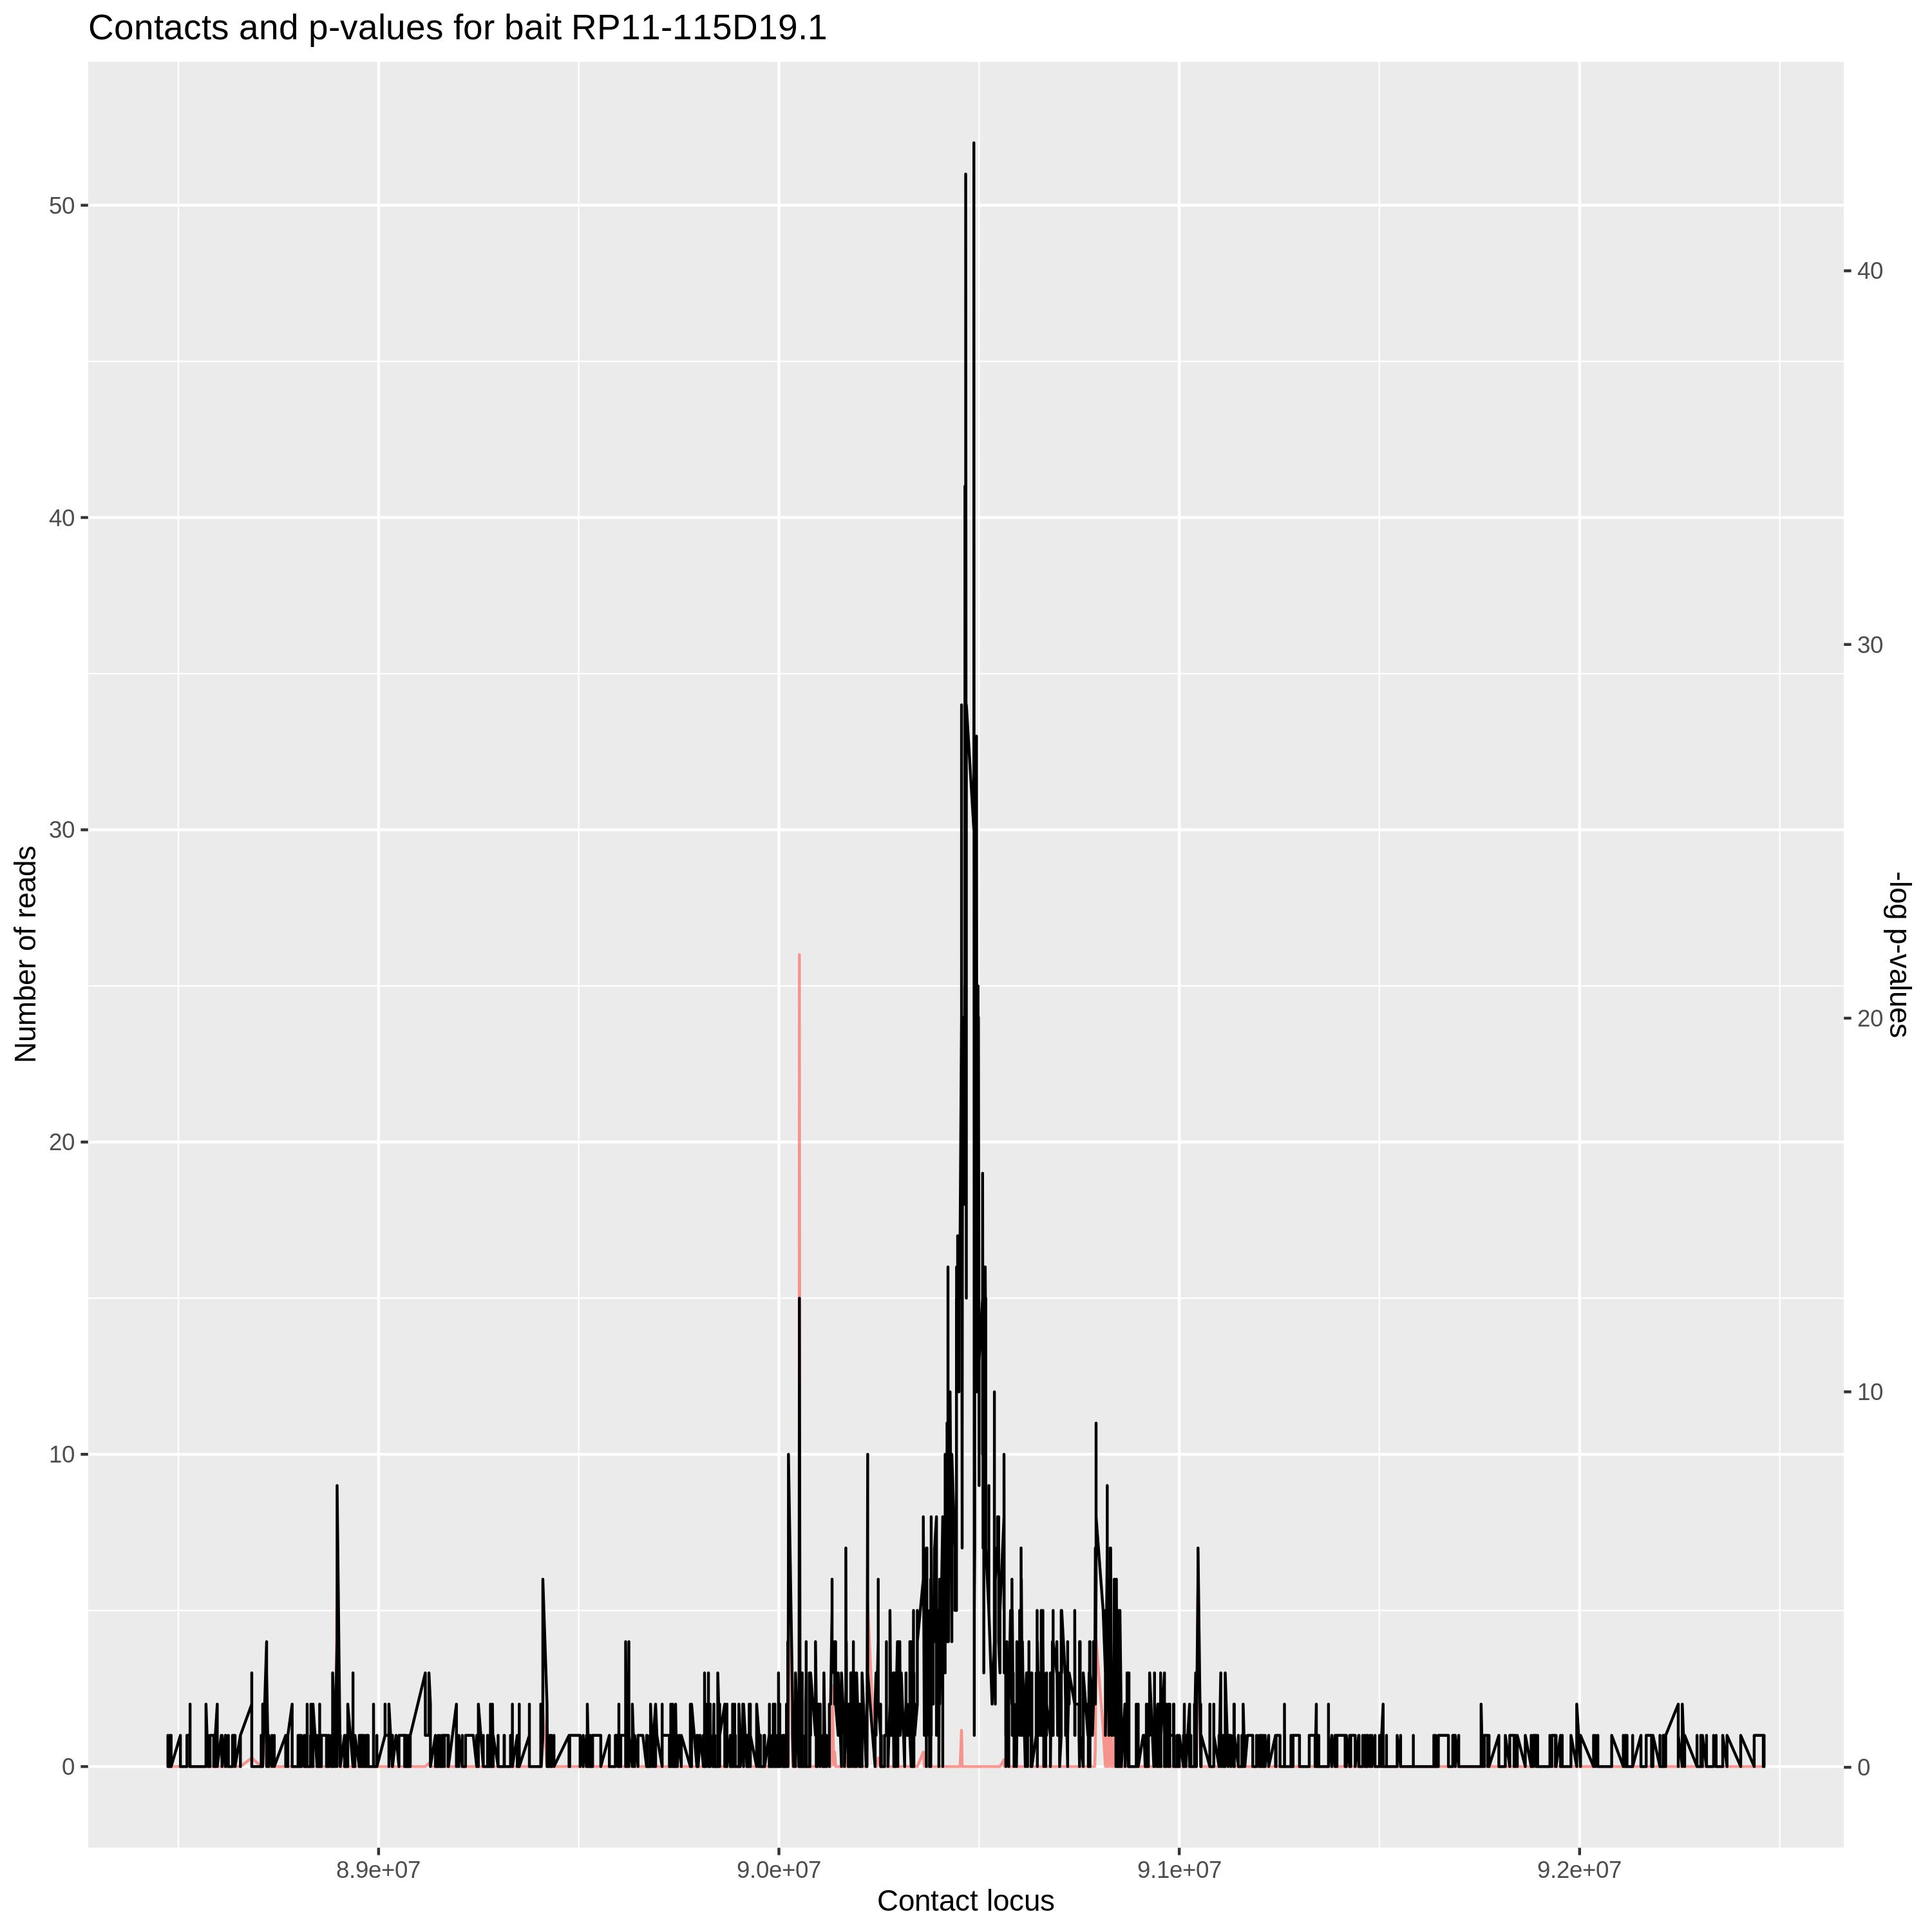 Contacts and p-values for bait RP11-115D19.1
50
40
30
20
10
0
40
30
20
10
0
Number of reads
-log p-values
8.9e+07
9.0e+07
9.1e+07
9.2e+07
Contact locus